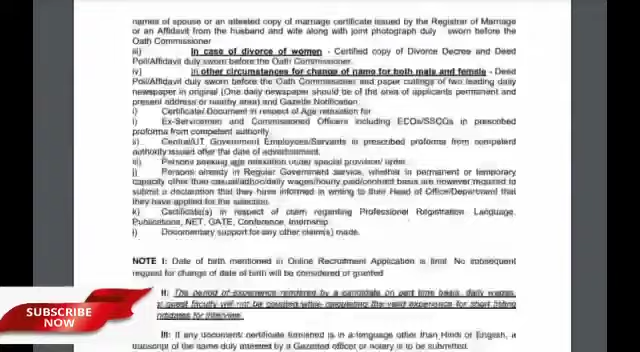 names of spouse or an attested copy of marriage certificate issued by the Registrar of Marriage
or an Affidavit from the husband and wife along with joint photograph duly sworn before the
Oath Commissioner
iii) In case of divorce of women - Certified copy of Divorce Decree and Deed
Poll/Affidavit duly sworn before the Oath Commissioner.
iv) In other circumstances for change of name for both male and female - Deed
Poll/Affidavit duly sworn before Oath Commissioner and paper cuttings of two leading daily
newspaper in original (One daily newspaper should be of the area of applicants permanent and
present address or nearby area) and Gazette Notification.
i) Certificate/ Document in respect of Age relaxation for
i) Ex-Servicemen and Commissioned Officers including ECOs/SSCOs in prescribed
proforma from competent authority.
ii) Central/UT Government Employees/Servants in prescribed proforma from competent
authority issued after the date of advertisement.
iii) Persons seeking age relaxation under special provision/ order.
j) Persons already in Regular Government service, whether in permanent or temporary
capacity other than casual/adhoc/daily wages/hourly paid/contract basis are however required to
submit a declaration that they have informed in writing to their Head of Office/Department that
they have applied for the selection.
k) Certificate(s) in respect of claim regarding Professional Registration, Language,
Publications, NET, GATE, Conference, Internship.
l) Documentary support for any other claim(s) made.
NOTE I: Date of birth mentioned in Online Recruitment Application is final. No subsequent
request for change of date of birth will be considered or granted
II: The period of experience rendered by a candidate on part time basis, daily wages,
guest faculty will not be counted while calculating the valid experience for short listing
candidates for interview.
III: If any document/ certificate furnished is in a language other than Hindi or English, a
transcript of the same duly attested by a Gazetted officer or notary is to be submitted.
SUBSCRIBE
NOW